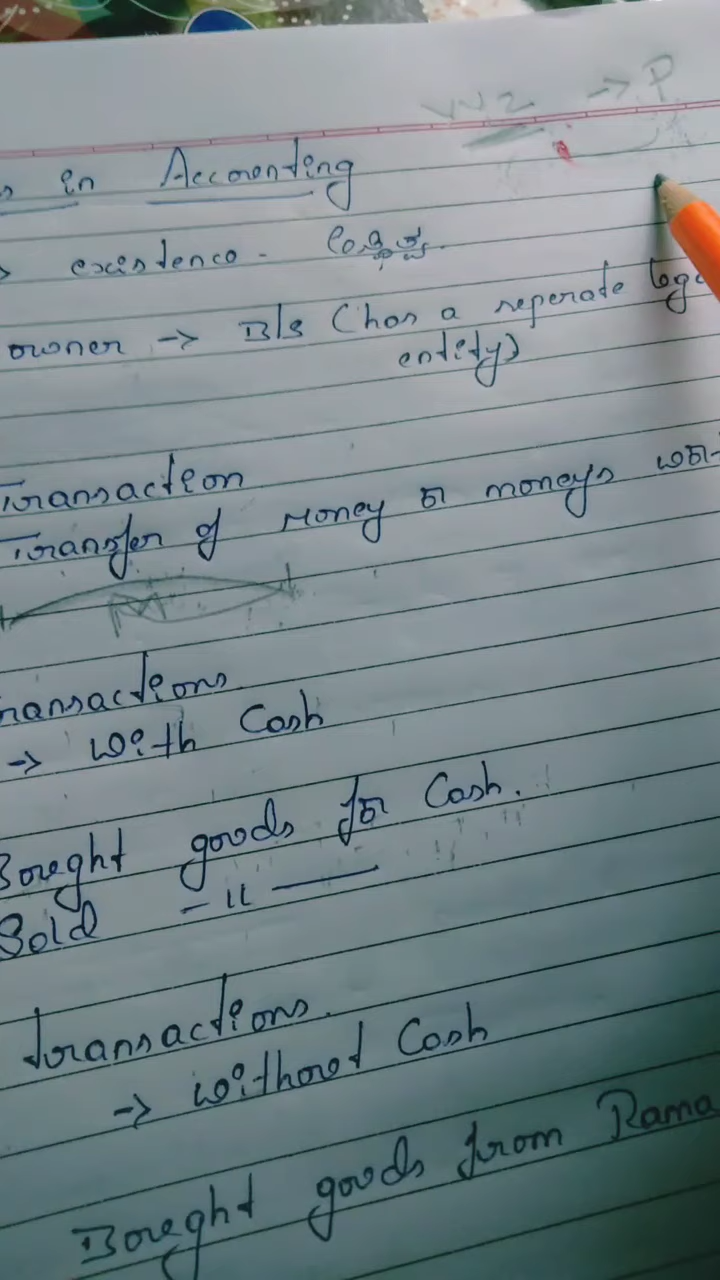 in Accounting
existence -
owner → B/s (has a seperate
entity)
Transaction
Transfer of Money or moneys
ransactions
→ with Cash
Bought goods for Cash.
Sold -॥-
transactions.
→ without Cash
Bought goods from Rama